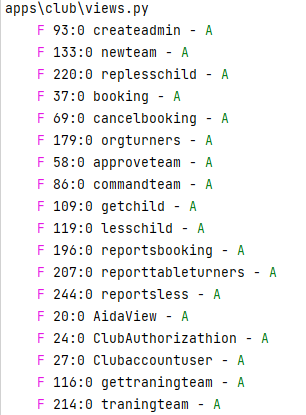 apps\club\views.py
F 93:0 createadmin - A
F 133:0 newteam - A
F 220:0 replesschild - A
F 37:0 booking - A
F 69:0 cancelbooking - A
F 179:0 orgturners - A
F 58:0 approveteam - A
F 86:0 commandteam - A
F 109:0 getchild - A
F 119:0 lesschild - A
F 196:0 reportsbooking - A
F 207:0 reporttableturners - A
F 244:0 reportsless - A
F 20:0 AidaView - A
F 24:0 ClubAuthorizathion - A
F 27:0 Clubaccountuser - A
F 116:0 gettraningteam - A
F 214:0 traningteam - A